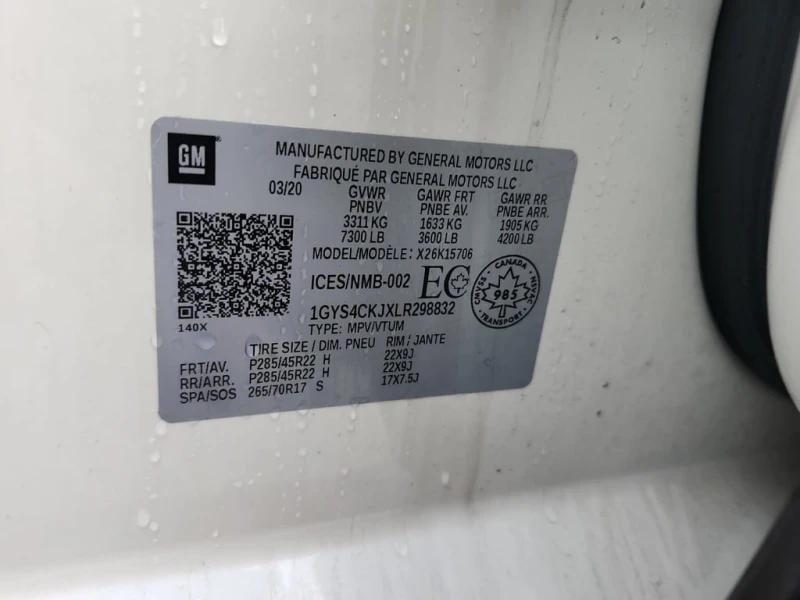 GM
MANUFACTURED BY GENERAL MOTORS LLC
FABRIQUÉ PAR GENERAL MOTORS LLC
03/20 GVWR GAWR FRT GAWR RR
PNBV PNBE AV. PNBE ARR.
3311 KG 1633 KG 1905 KG
7300 LB 3600 LB 4200 LB
MODEL/MODÈLE: X26K15706
ICES/NMB-002 EC
CANADA
985
CMVSS NSVAC
TRANSPORT
1GYS4CKJXLR298832
140X TYPE: MPV/VTUM
TIRE SIZE / DIM. PNEU RIM / JANTE
FRT/AV. P285/45R22 H 22X9J
RR/ARR. P285/45R22 H 22X9J
SPA/SOS 265/70R17 S 17X7.5J